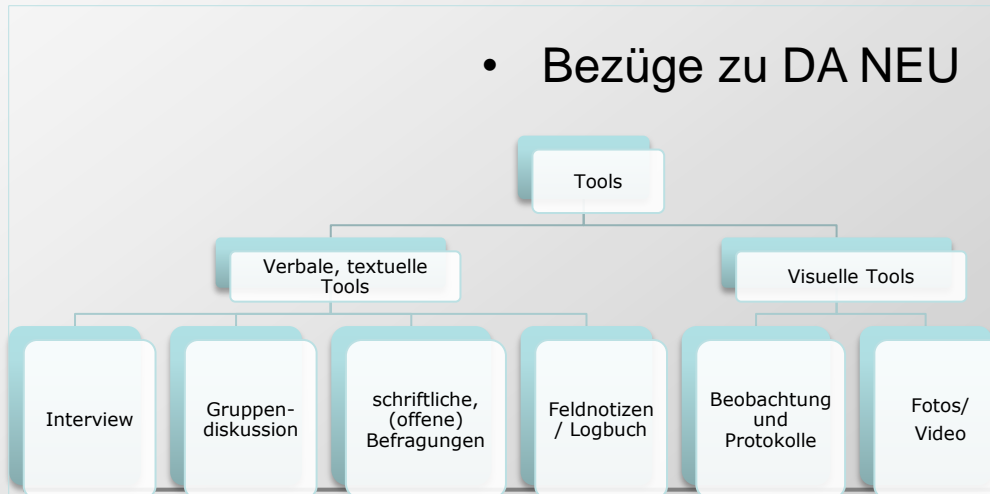 • Bezüge zu DA NEU
Tools
Verbale, textuelle
Tools
Visuelle Tools
Interview
Gruppen-
diskussion
schriftliche,
(offene)
Befragungen
Feldnotizen
/ Logbuch
Beobachtung
und
Protokolle
Fotos/
Video